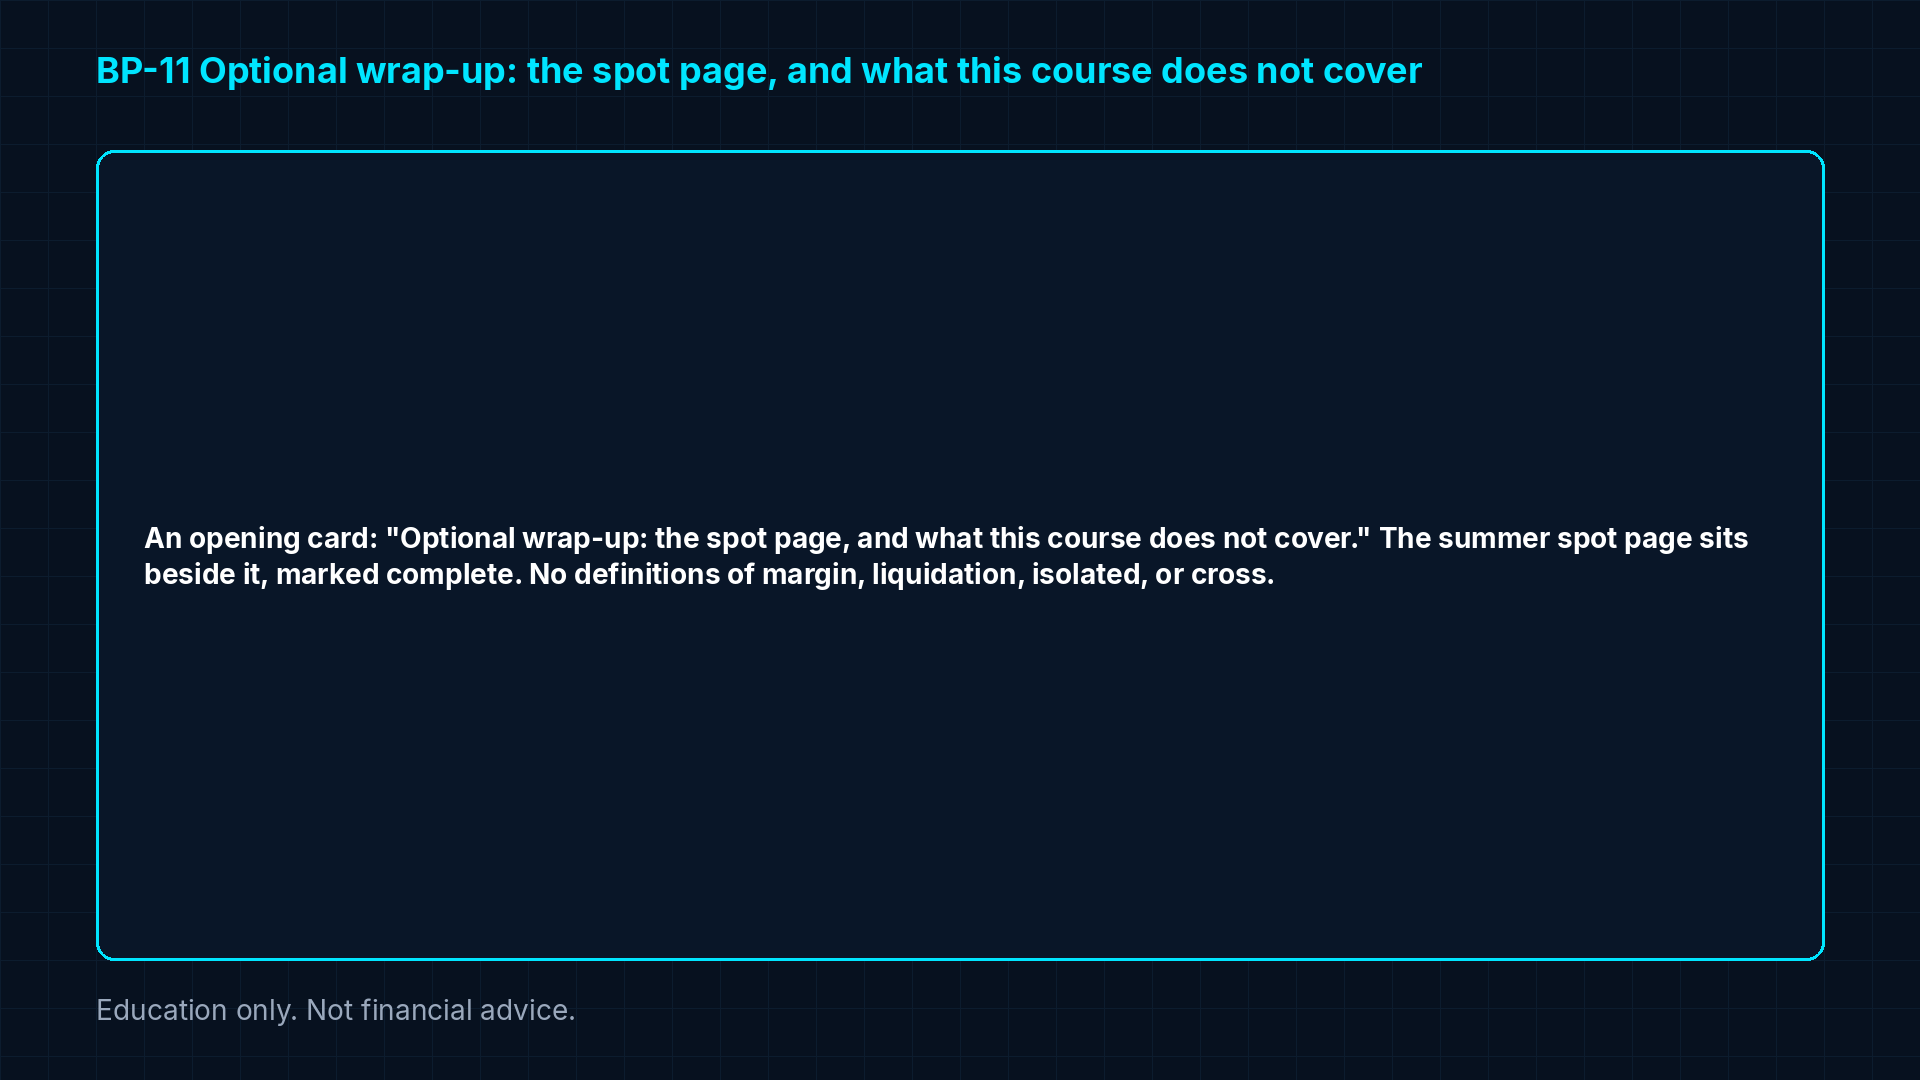 BP-11 Optional wrap-up: the spot page, and what this course does not cover
An opening card: "Optional wrap-up: the spot page, and what this course does not cover." The summer spot page sits
beside it, marked complete. No definitions of margin, liquidation, isolated, or cross.
Education only. Not financial advice.